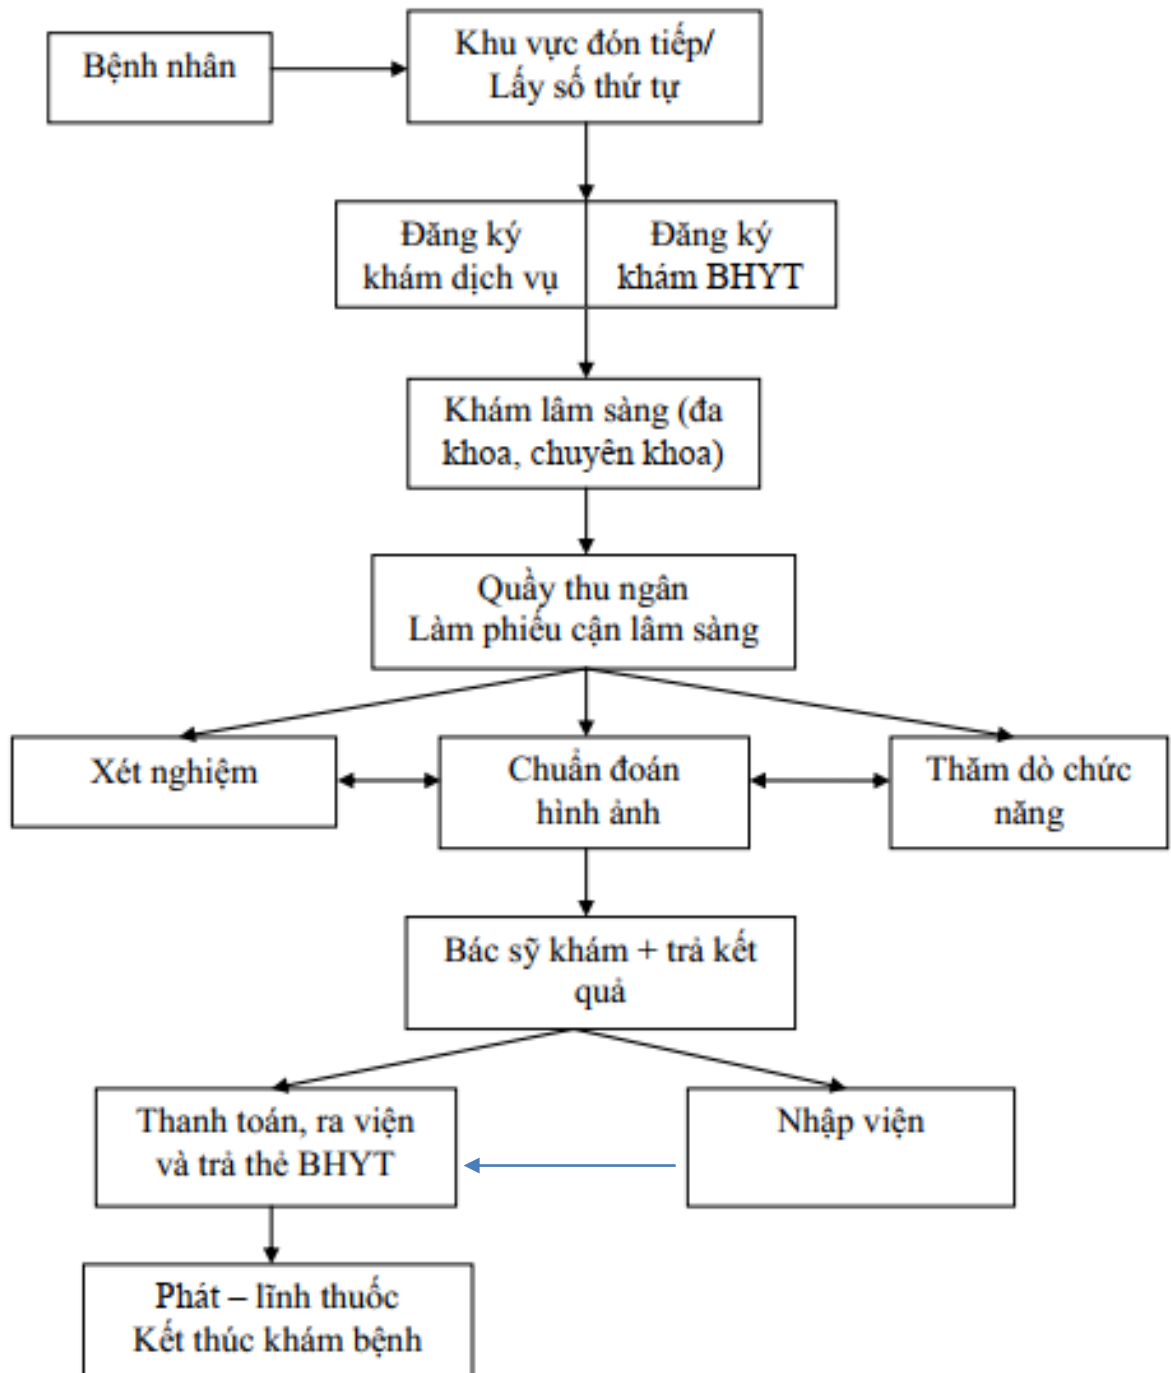 Bệnh nhân
Khu vực đón tiếp/
Lấy số thứ tự
Đăng ký
khám dịch vụ
Đăng ký
khám BHYT
Khám lâm sàng (đa
khoa, chuyên khoa)
Quầy thu ngân
Làm phiếu cận lâm sàng
Xét nghiệm
Chuẩn đoán
hình ảnh
Thăm dò chức
năng
Bác sỹ khám + trả kết
quả
Thanh toán, ra viện
và trả thẻ BHYT
Nhập viện
Phát – lĩnh thuốc
Kết thúc khám bệnh